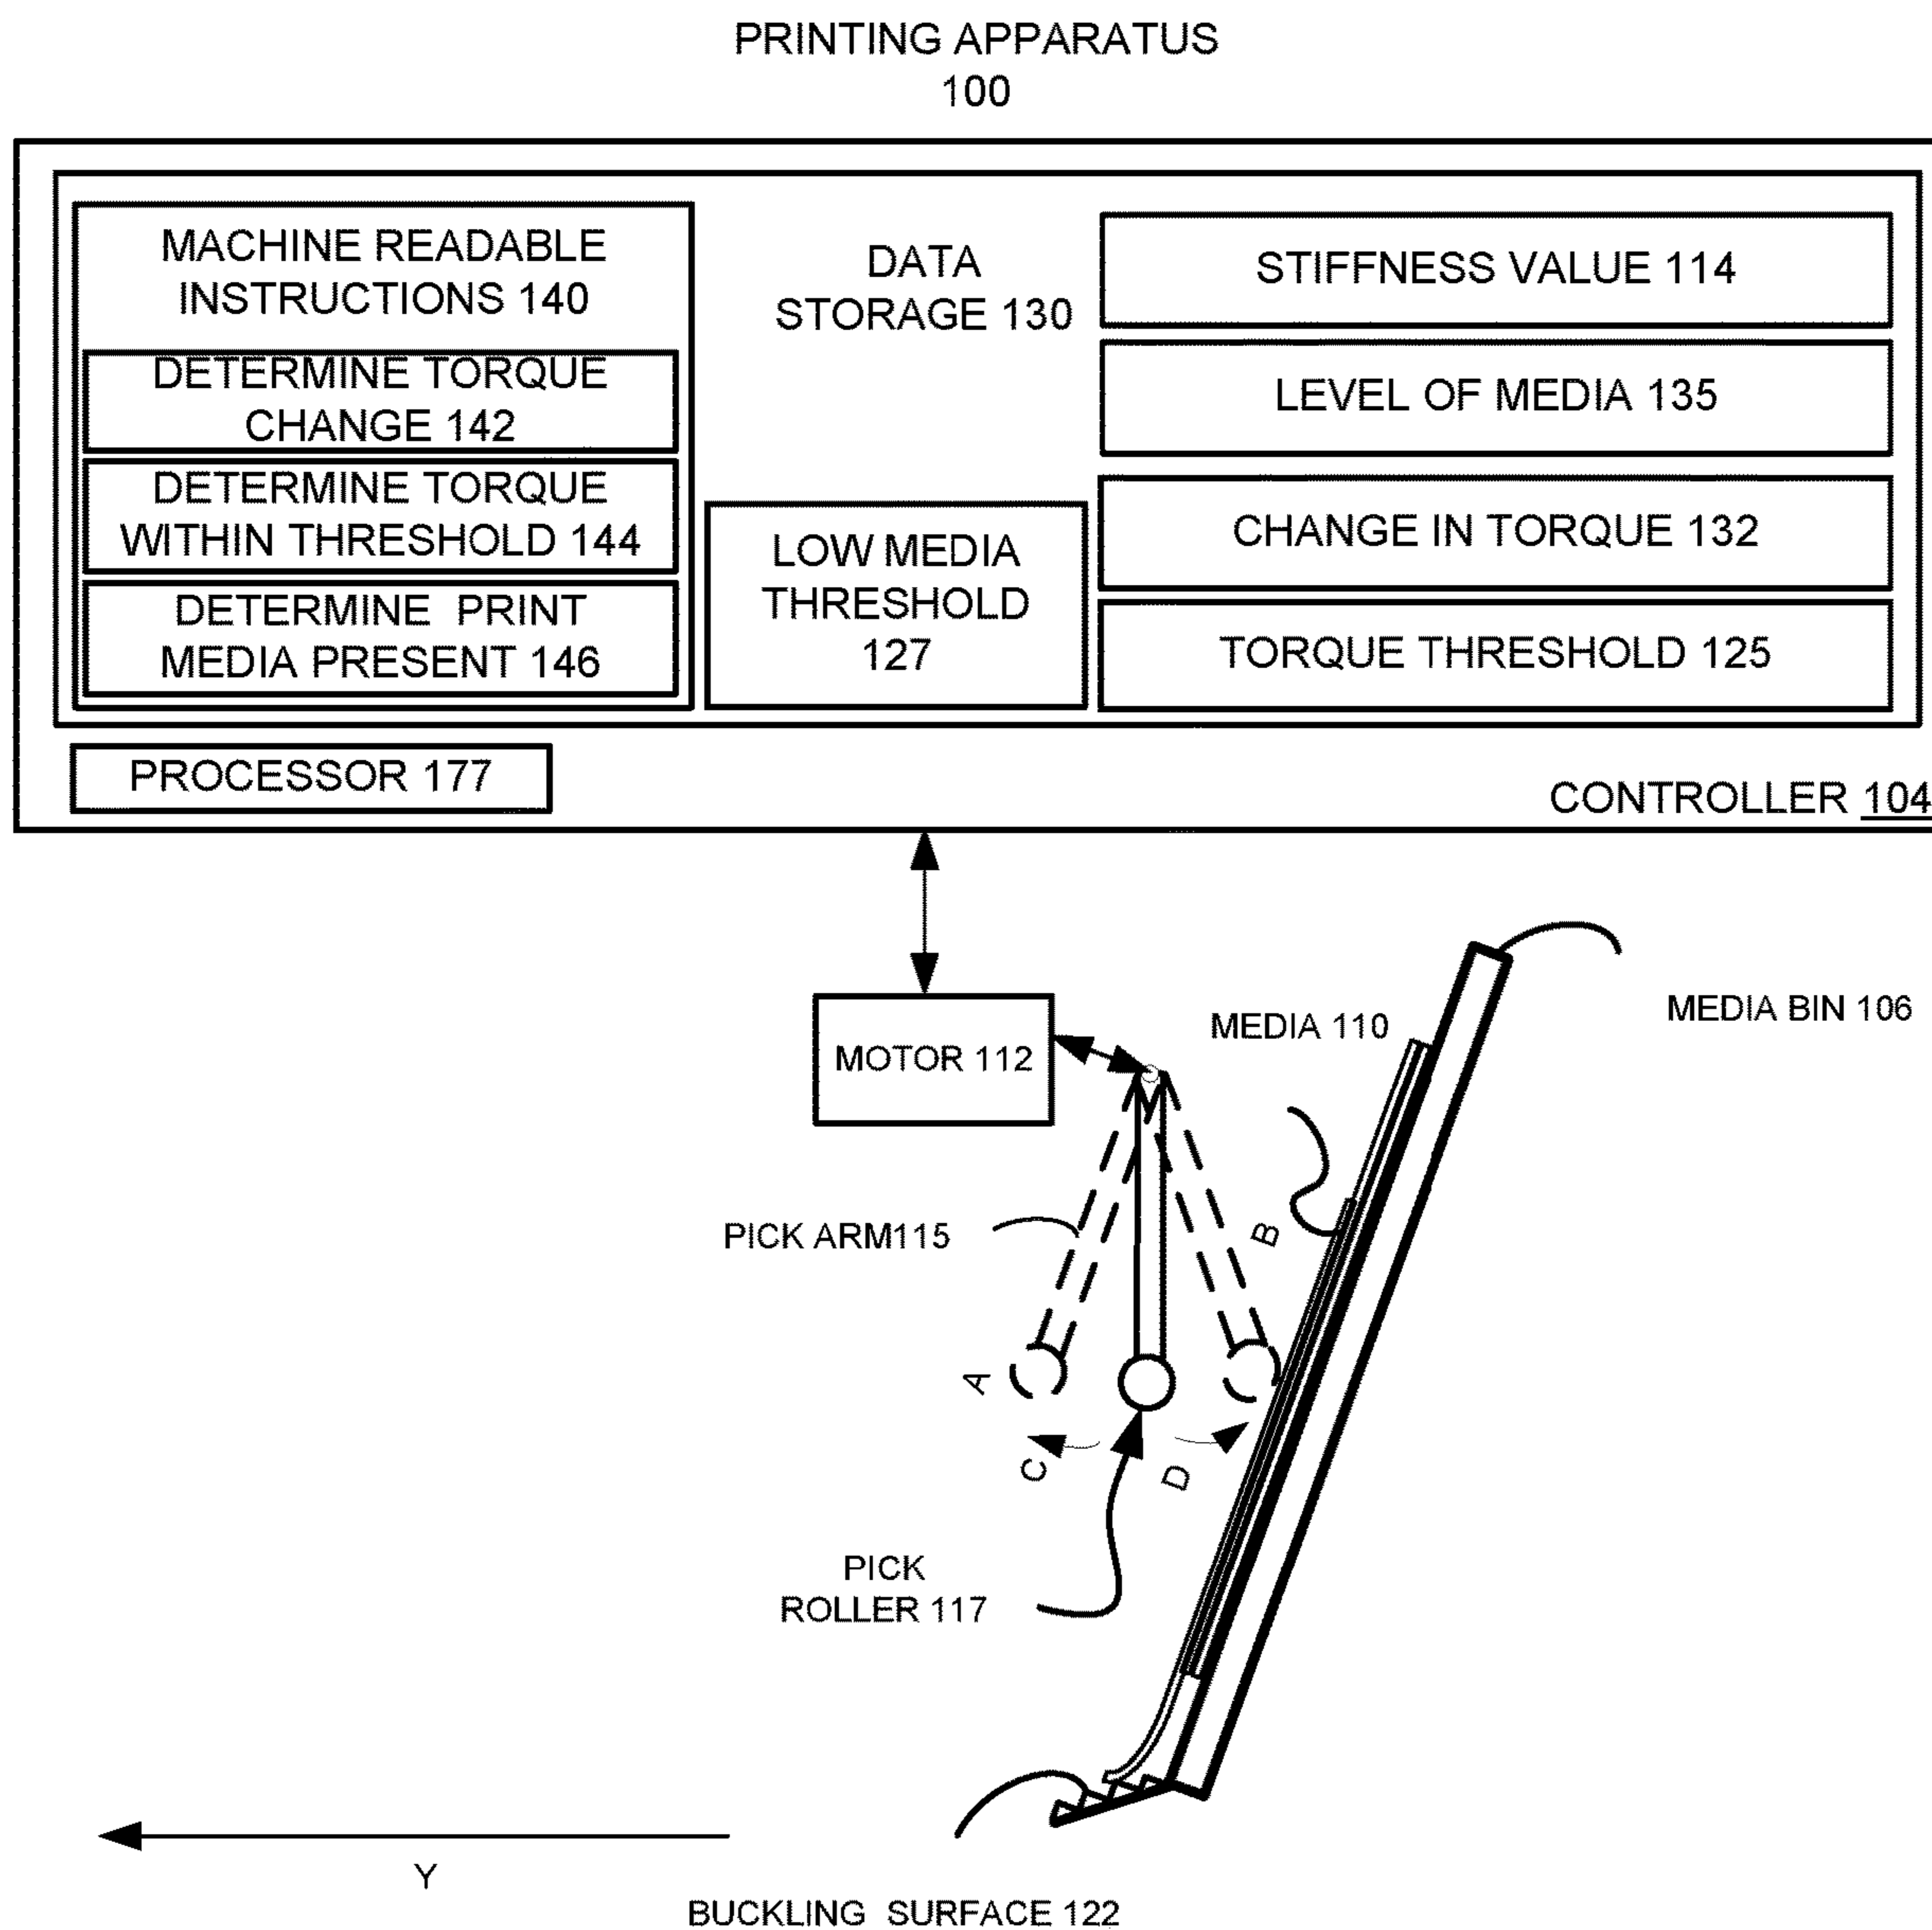 PRINTING APPARATUS
100
MACHINE READABLE
INSTRUCTIONS 140
DETERMINE TORQUE
CHANGE 142
DETERMINE TORQUE
WITHIN THRESHOLD 144
DETERMINE PRINT
MEDIA PRESENT 146
DATA
STORAGE 130
LOW MEDIA
THRESHOLD
127
STIFFNESS VALUE 114
LEVEL OF MEDIA 135
CHANGE IN TORQUE 132
TORQUE THRESHOLD 125
PROCESSOR 177
CONTROLLER 104
MOTOR 112
MEDIA 110
MEDIA BIN 106
PICK ARM115
B
A
C
D
PICK
ROLLER 117
Y
BUCKLING SURFACE 122